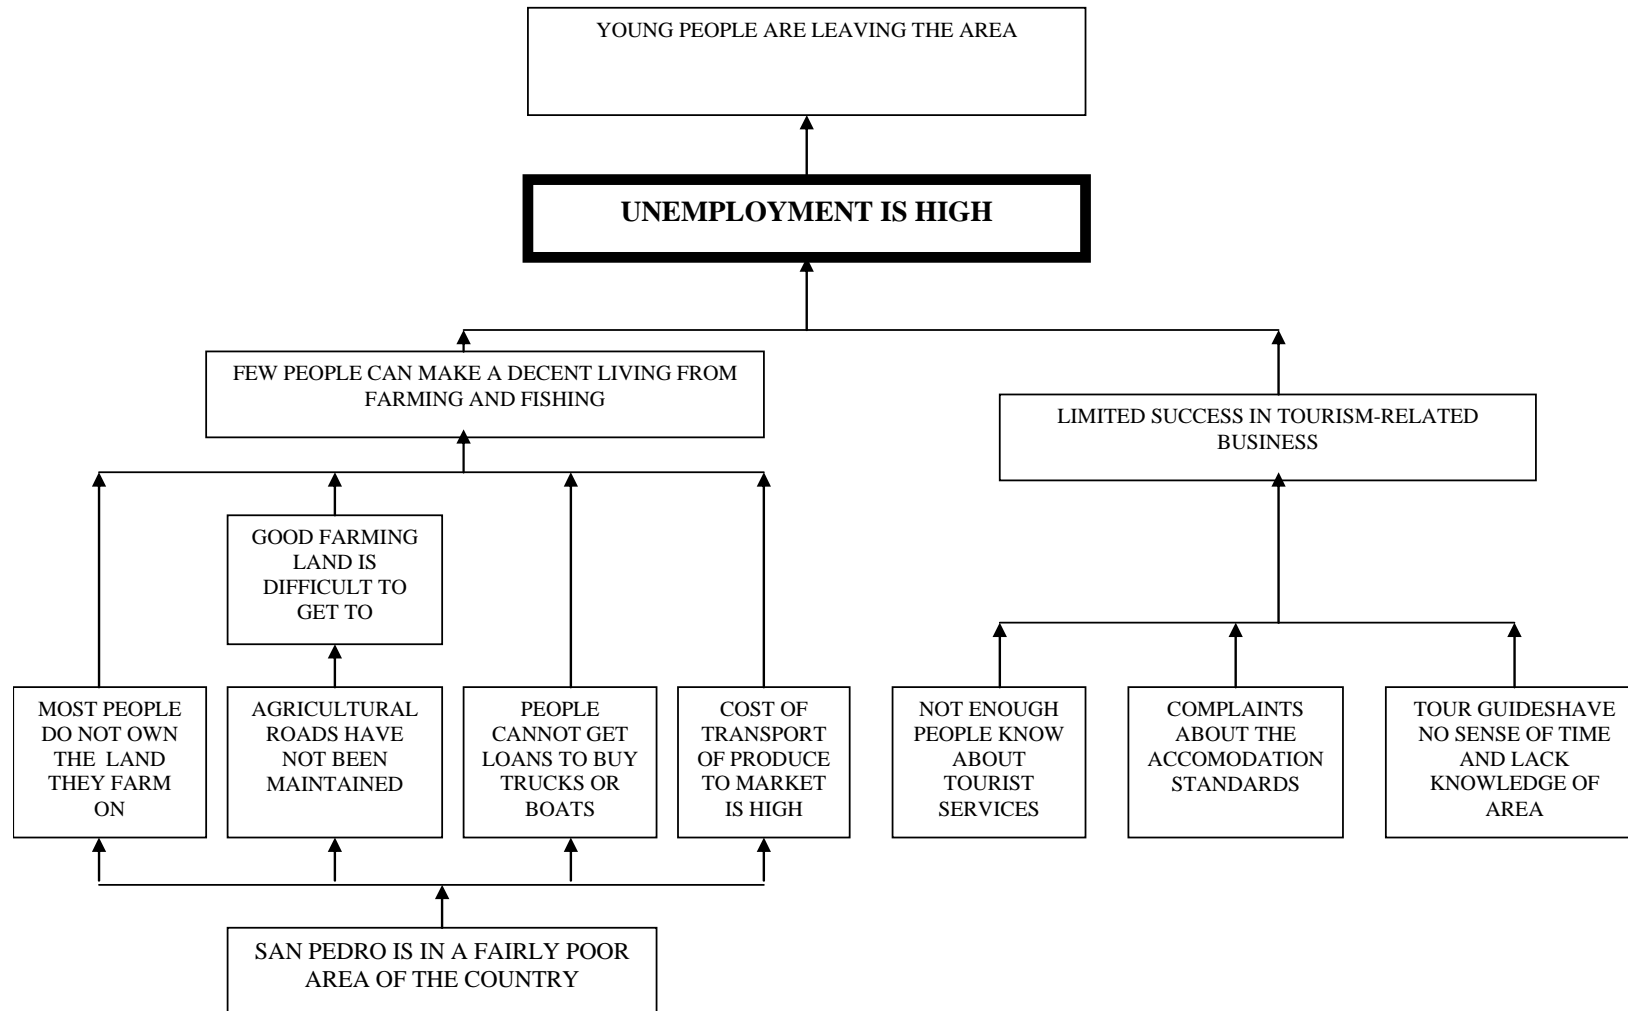 YOUNG PEOPLE ARE LEAVING THE AREA
UNEMPLOYMENT IS HIGH
FEW PEOPLE CAN MAKE A DECENT LIVING FROM
FARMING AND FISHING
LIMITED SUCCESS IN TOURISM-RELATED
BUSINESS
GOOD FARMING
LAND IS
DIFFICULT TO
GET TO
MOST PEOPLE
DO NOT OWN
THE LAND
THEY FARM
ON
AGRICULTURAL
ROADS HAVE
NOT BEEN
MAINTAINED
PEOPLE
CANNOT GET
LOANS TO BUY
TRUCKS OR
BOATS
COST OF
TRANSPORT
OF PRODUCE
TO MARKET
IS HIGH
NOT ENOUGH
PEOPLE KNOW
ABOUT
TOURIST
SERVICES
COMPLAINTS
ABOUT THE
ACCOMODATION
STANDARDS
TOUR GUIDESHAVE
NO SENSE OF TIME
AND LACK
KNOWLEDGE OF
AREA
SAN PEDRO IS IN A FAIRLY POOR
AREA OF THE COUNTRY